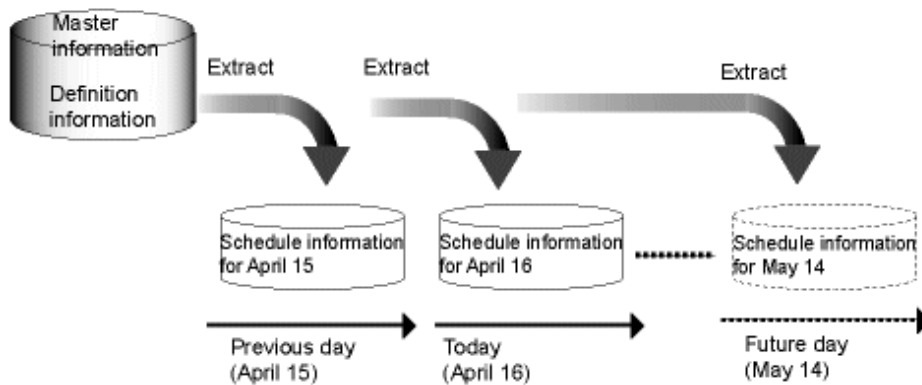 Master
information
Definition
information
Extract
Extract
Extract
Schedule information
for April 15
Schedule information
for April 16
Schedule information
for May 14
Previous day
(April 15)
Today
(April 16)
Future day
(May 14)